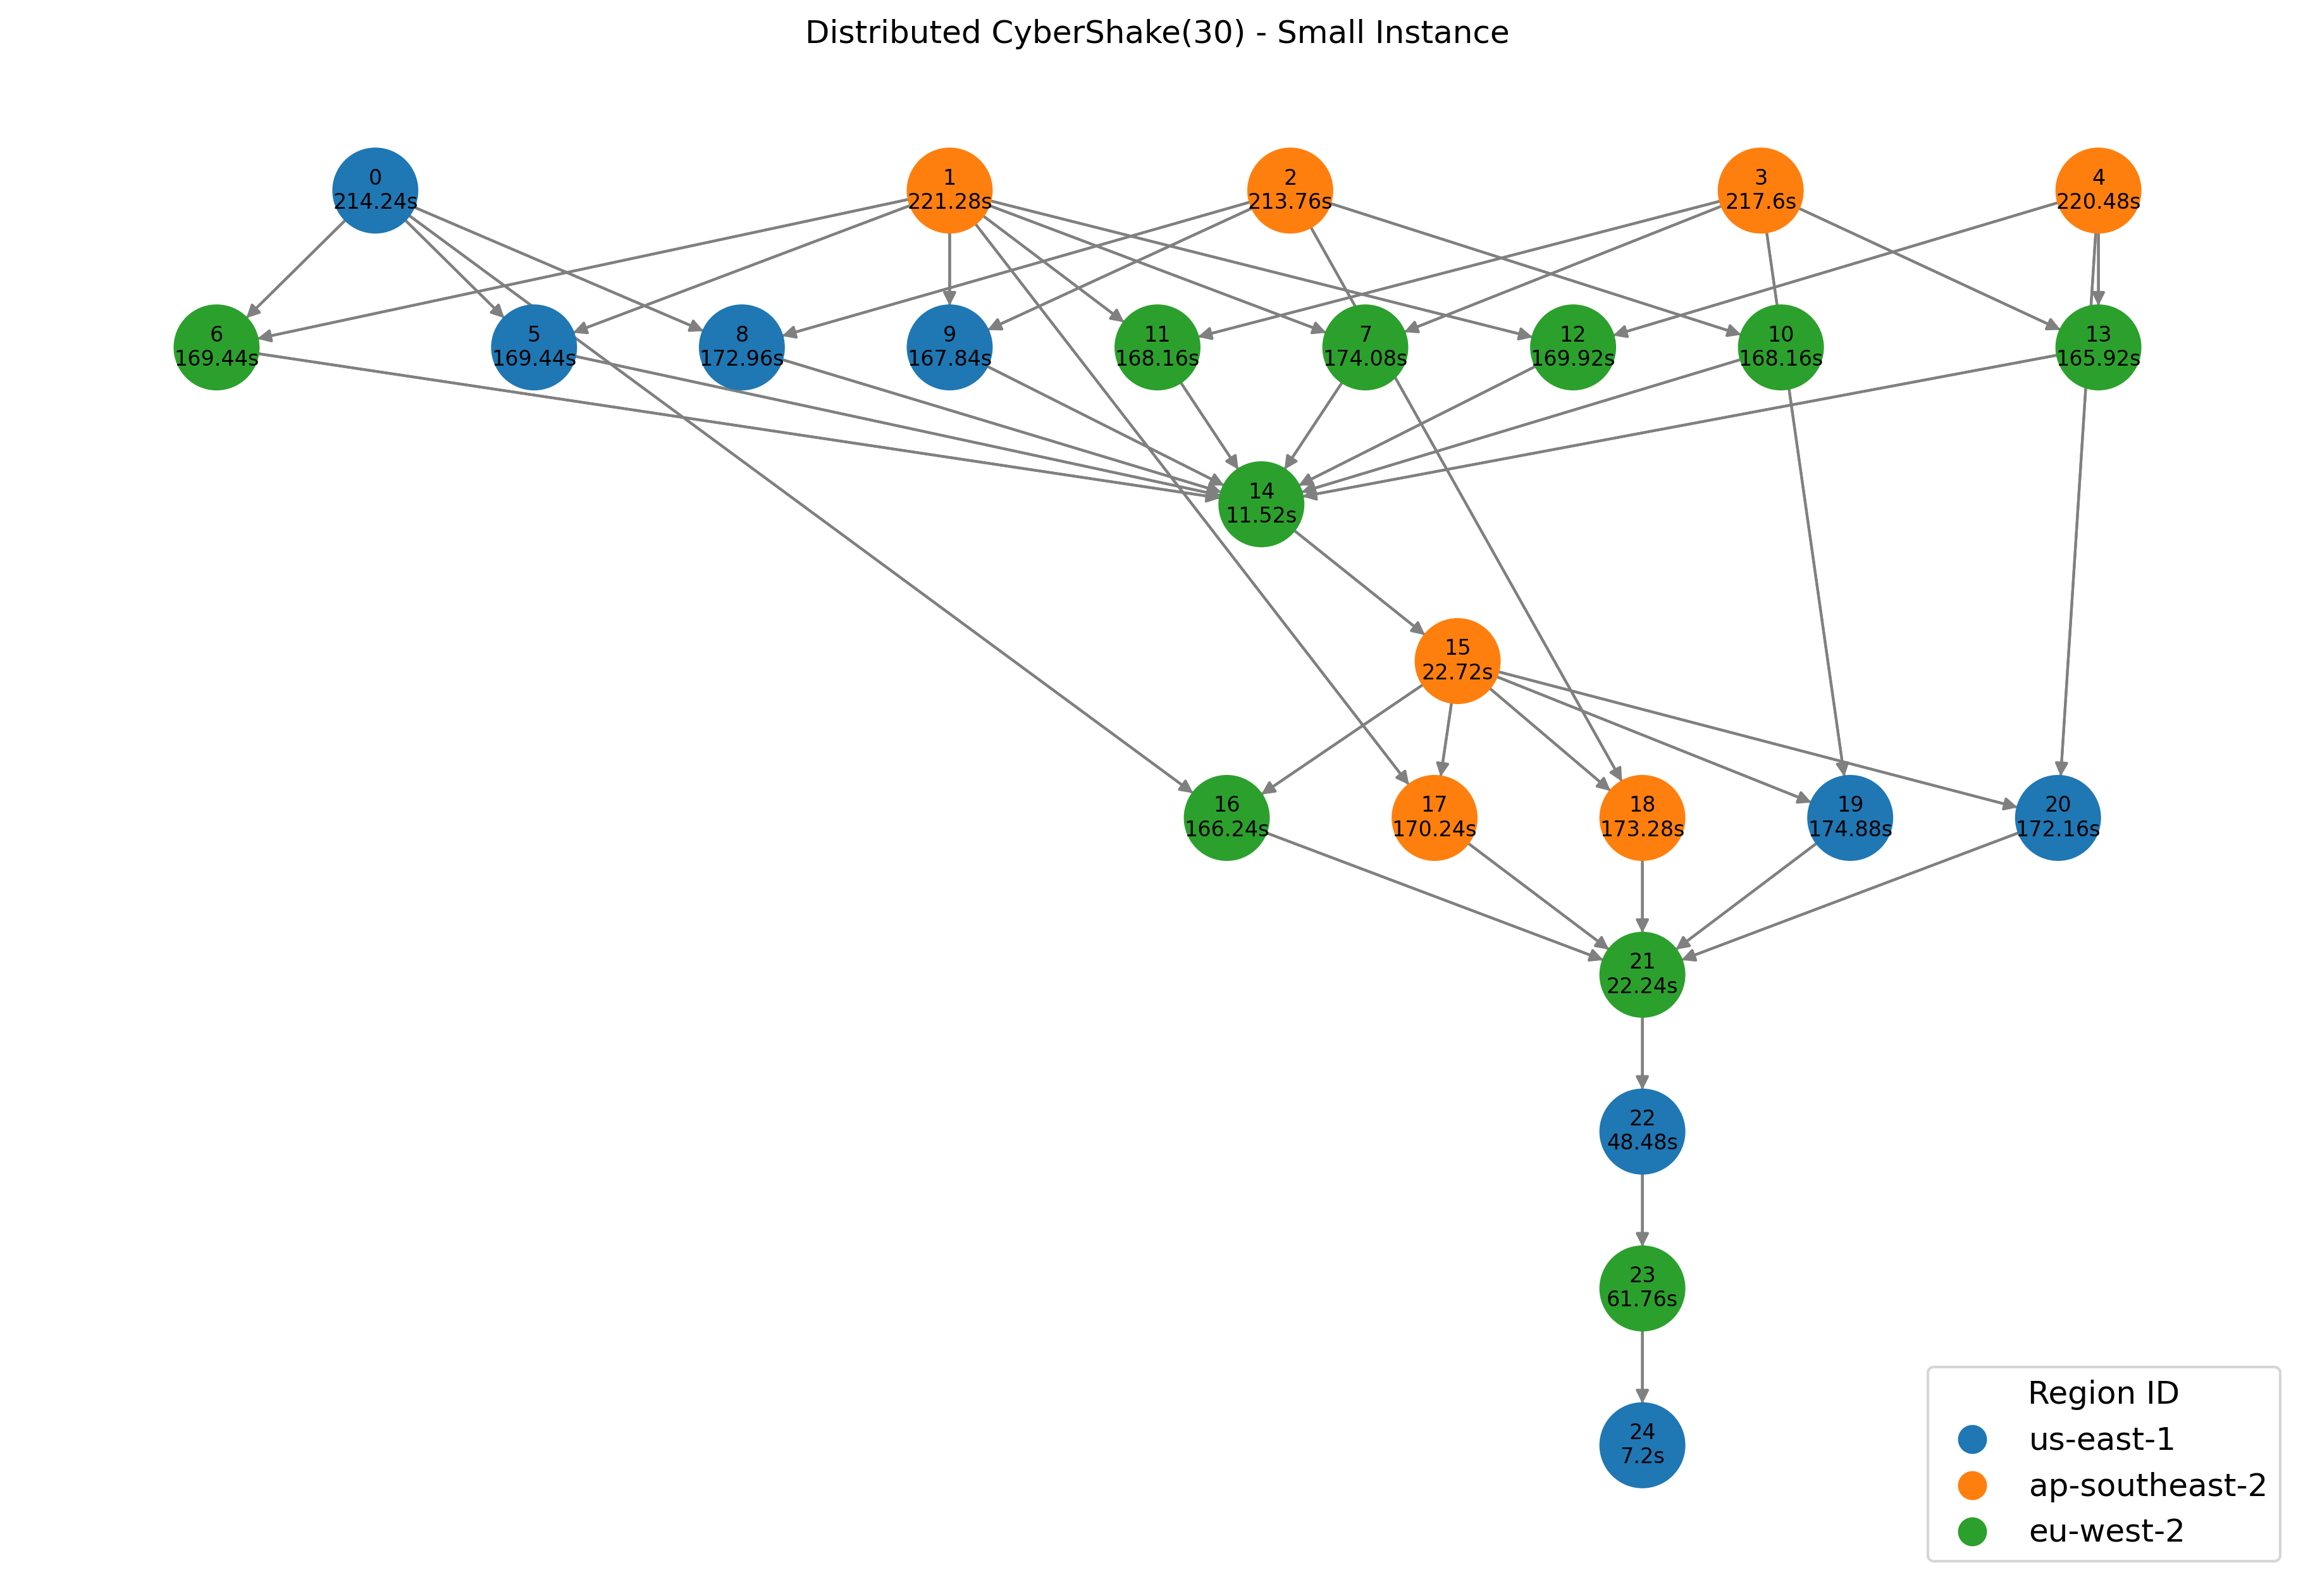 Distributed CyberShake(30) - Small Instance
0
214.24s
1
221.28s
2
213.76s
3
217.6s
4
220.48s
6
169.44s
5
169.44s
8
172.96s
9
167.84s
11
168.16s
7
174.08s
12
169.92s
10
168.16s
13
165.92s
14
11.52s
15
22.72s
16
166.24s
17
170.24s
18
173.28s
19
174.88s
20
172.16s
21
22.24s
22
48.48s
23
61.76s
24
7.2s
Region ID
us-east-1
ap-southeast-2
eu-west-2